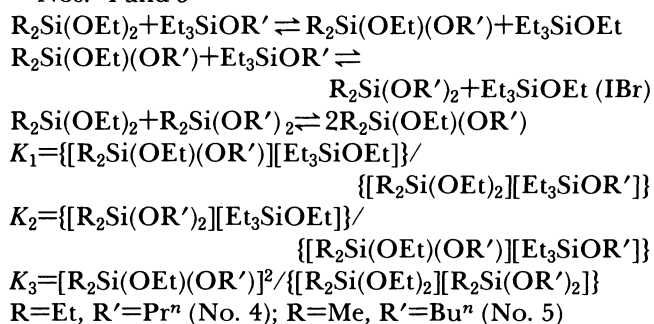 Nos. 4 and 5
R₂Si(OEt)₂+Et₃SiOR′⇌R₂Si(OEt)(OR′)+Et₃SiOEt
R₂Si(OEt)(OR′)+Et₃SiOR′⇌
R₂Si(OR′)₂+Et₃SiOEt (IBr)
R₂Si(OEt)₂+R₂Si(OR′)₂⇌2R₂Si(OEt)(OR′)
K₁={[R₂Si(OEt)(OR′)][Et₃SiOEt]}/
{[R₂Si(OEt)₂][Et₃SiOR′]}
K₂={[R₂Si(OR′)₂][Et₃SiOEt]}/
{[R₂Si(OEt)(OR′)][Et₃SiOR′]}
K₃=[R₂Si(OEt)(OR′)]²/{[R₂Si(OEt)₂][R₂Si(OR′)₂]}
R=Et, R′=Prⁿ (No. 4); R=Me, R′=Buⁿ (No. 5)